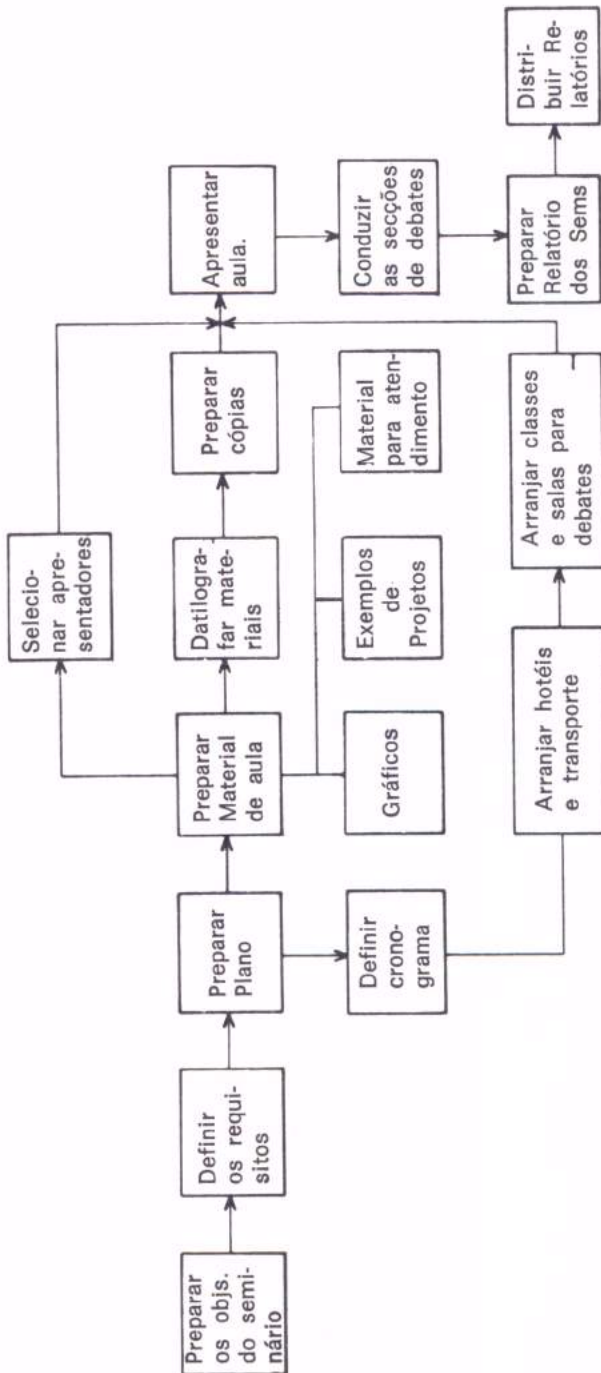 Preparar
os objs.
do semi-
nário
Definir
os requi-
sitos
Preparar
Plano
Definir
crono-
grama
Preparar
Material
de aula
Selecio-
nar apre-
sentadores
Datilogra-
far mate-
riais
Preparar
cópias
Apresentar
aula.
Gráficos
Exemplos
de
Projetos
Material
para aten-
dimento
Arranjar hotéis
e transporte
Arranjar classes
e salas para
debates
Conduzir
as secções
de debates
Preparar
Relatório
dos Sems
Distri-
buir Re-
latórios